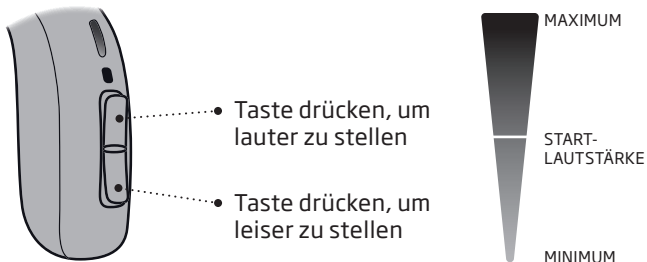 MAXIMUM
Taste drücken, um
lauter zu stellen
START-
LAUTSTÄRKE
Taste drücken, um
leiser zu stellen
MINIMUM